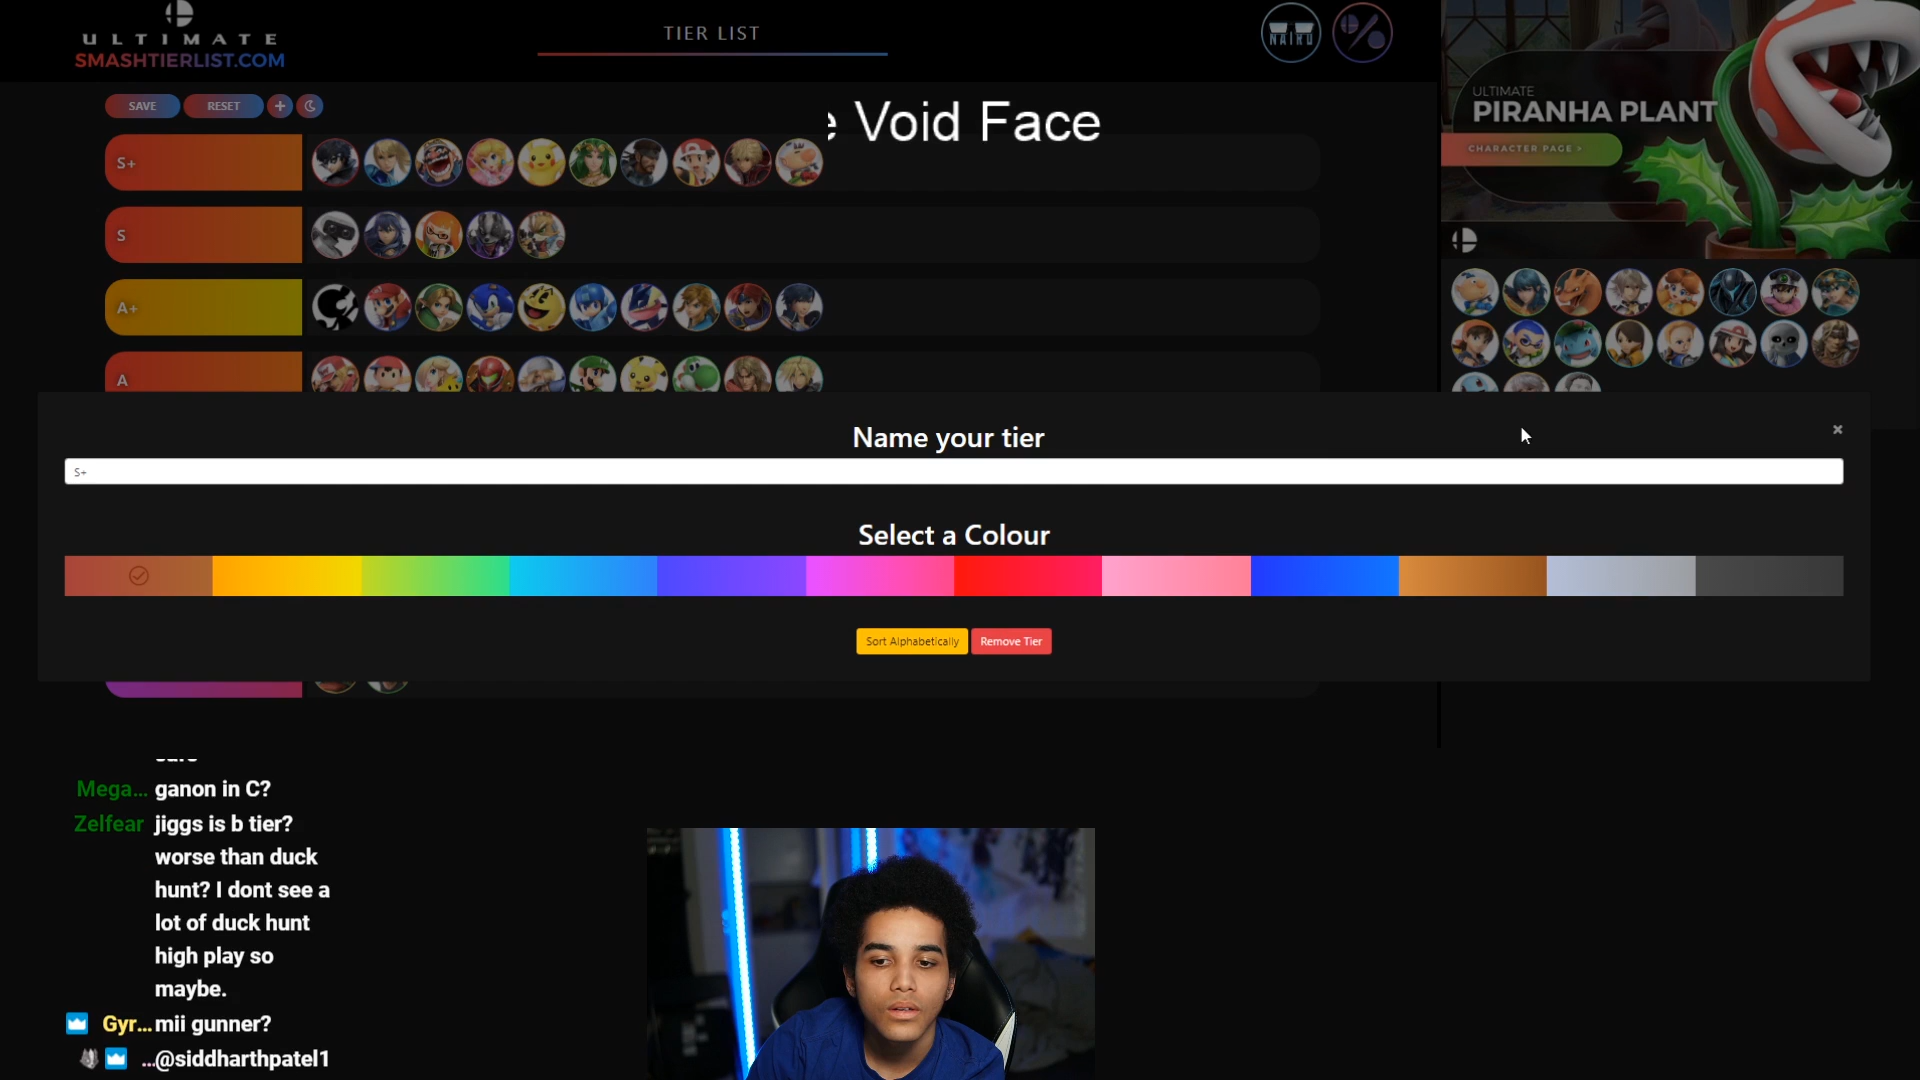 ULTIMATE
SMASHTIERLIST.COM
TIER LIST
NAIRO
SAVE
RESET
+
Void Face
ULTIMATE
PIRANHA PLANT
CHARACTER PAGE >
S+
S
A+
A
Name your tier
×
S+
Select a Colour
Sort Alphabetically
Remove Tier
Mega... ganon in C?
Zelfear jiggs is b tier?
worse than duck
hunt? I dont see a
lot of duck hunt
high play so
maybe.
Gyr... mii gunner?
...@siddharthpatel1